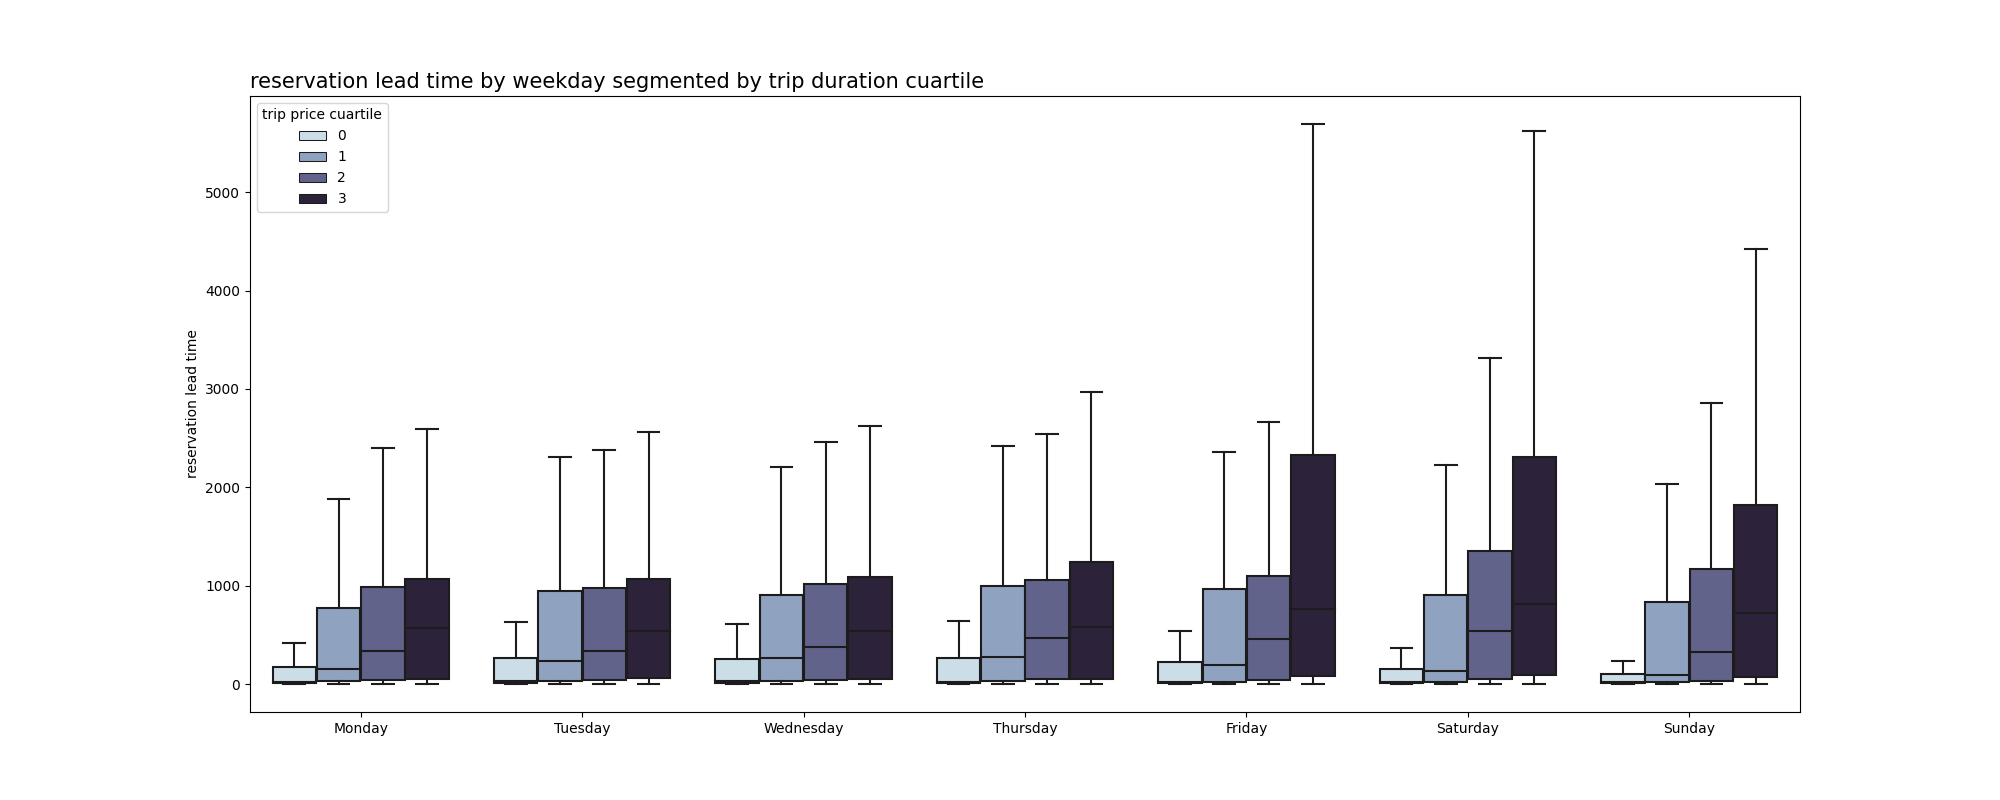 reservation lead time by weekday segmented by trip duration cuartile
trip price cuartile
0
1
2
3
5000
4000
3000
2000
1000
0
reservation lead time
Monday Tuesday Wednesday Thursday Friday Saturday Sunday